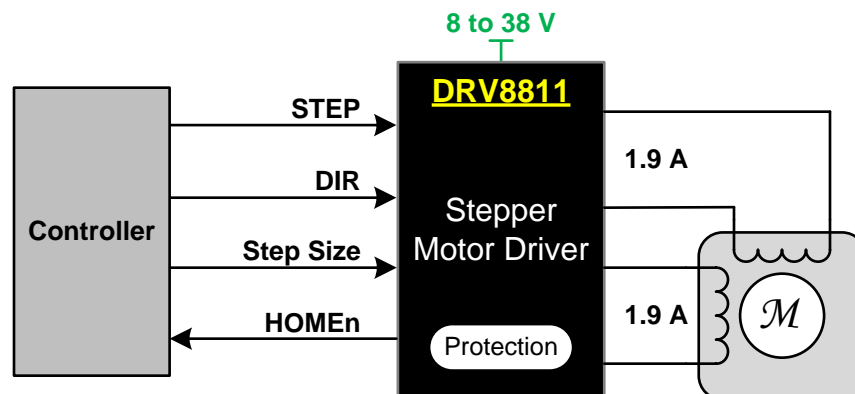 8 to 38 V
DRV8811
STEP
1.9 A
DIR
Controller
Stepper
Motor Driver
Step Size
HOMEn
1.9 A
M
Protection